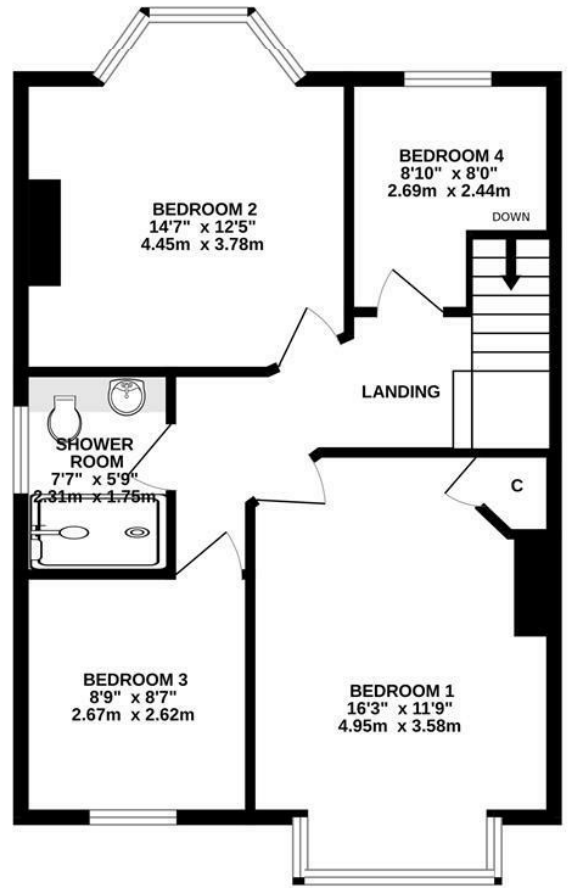 BEDROOM 2
14'7" x 12'5"
4.45m x 3.78m
BEDROOM 4
8'10" x 8'0"
2.69m x 2.44m
DOWN
LANDING
SHOWER
ROOM
7'7" x 5'9"
2.31m x 1.75m
C
BEDROOM 3
8'9" x 8'7"
2.67m x 2.62m
BEDROOM 1
16'3" x 11'9"
4.95m x 3.58m